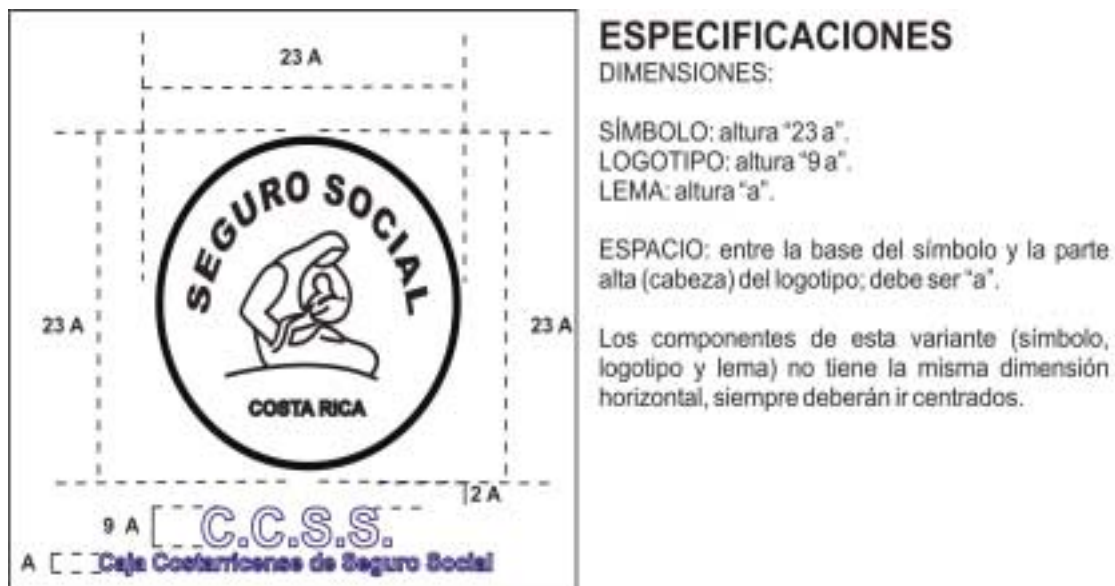 23 A
SEGURO SOCIAL
23 A
23 A
COSTA RICA
2 A
9 A
C.C.S.S.
A
Caja Costarricense de Seguro Social
ESPECIFICACIONES
DIMENSIONES:
SÍMBOLO: altura “23 a”.
LOGOTIPO: altura “9 a”.
LEMA: altura “a”.
ESPACIO: entre la base del símbolo y la parte
alta (cabeza) del logotipo; debe ser “a”.
Los componentes de esta variante (símbolo,
logotipo y lema) no tiene la misma dimensión
horizontal, siempre deberán ir centrados.